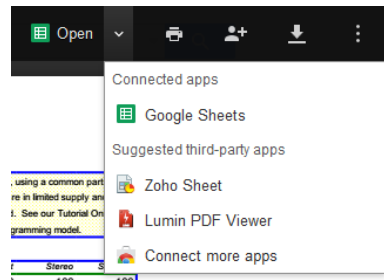 Open
Connected apps
Google Sheets
Suggested third-party apps
, using a common part
Zoho Sheet
re in limited supply an
d. See our Tutorial On
Lumin PDF Viewer
gramming model.
Connect more apps
Stereo S